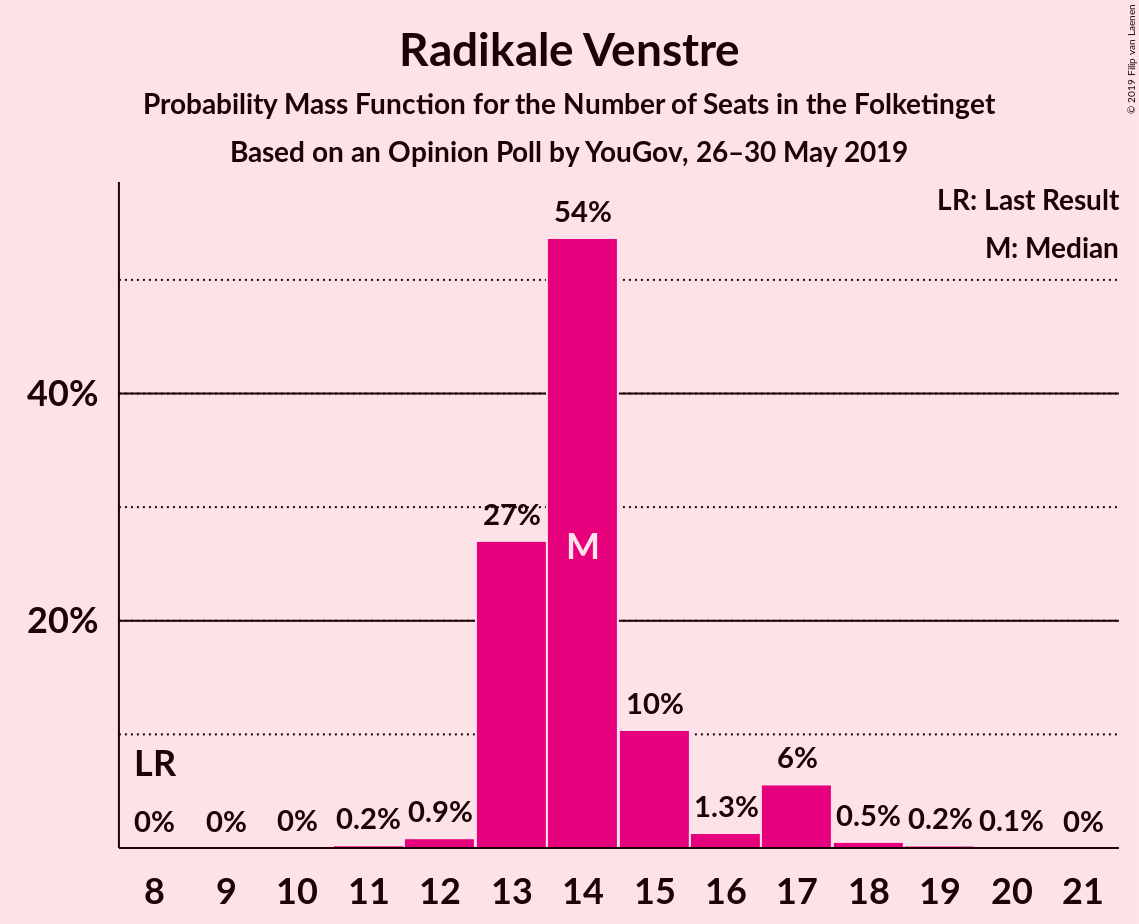 Radikale Venstre
Probability Mass Function for the Number of Seats in the Folketinget
Based on an Opinion Poll by YouGov, 26–30 May 2019
© 2019 Filip van Laenen
LR: Last Result
M: Median
40%
20%
54%
27%
M
10%
LR
6%
0%
0%
0%
0.2%
0.9%
1.3%
0.5%
0.2%
0.1%
0%
8 9 10 11 12 13 14 15 16 17 18 19 20 21